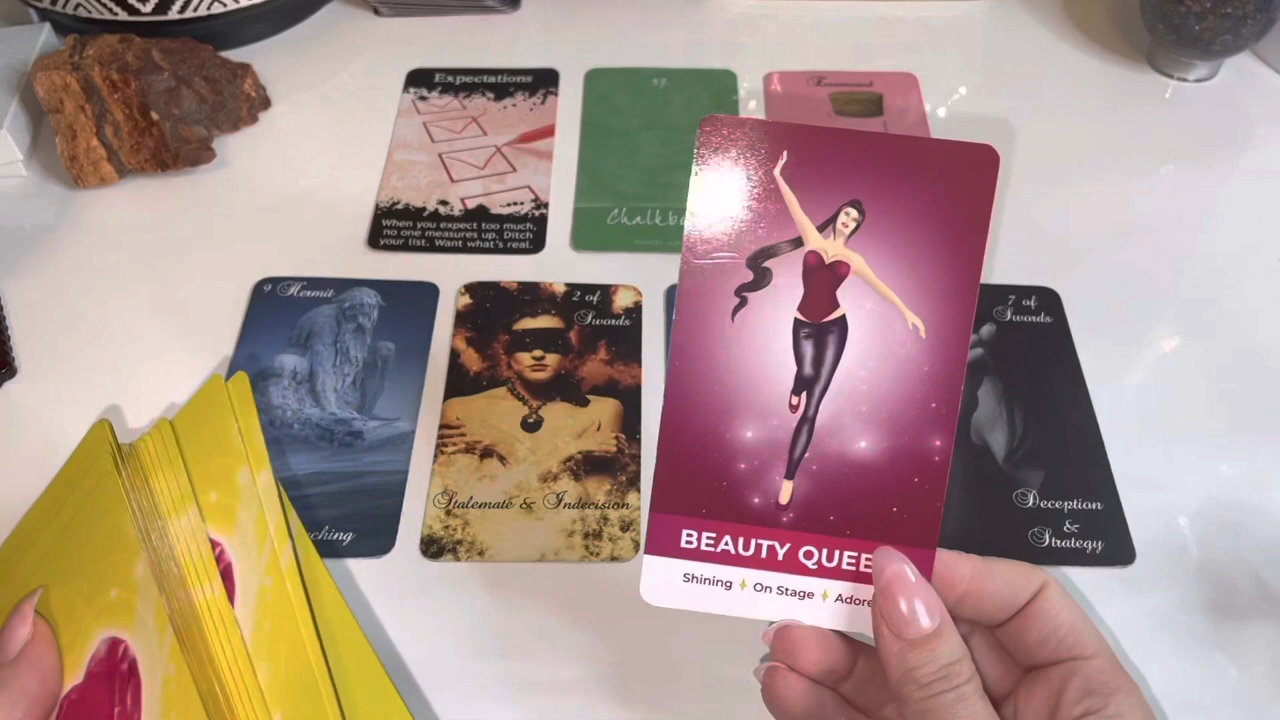 Expectations
When you expect too much,
no one measures up. Ditch
your list. Want what's real.
57
9 Hermit
2 of
Swords
Stalemate & Indecision
7 of
Swords
Deception
&
Strategy
BEAUTY QUEE
Shining On Stage Adore